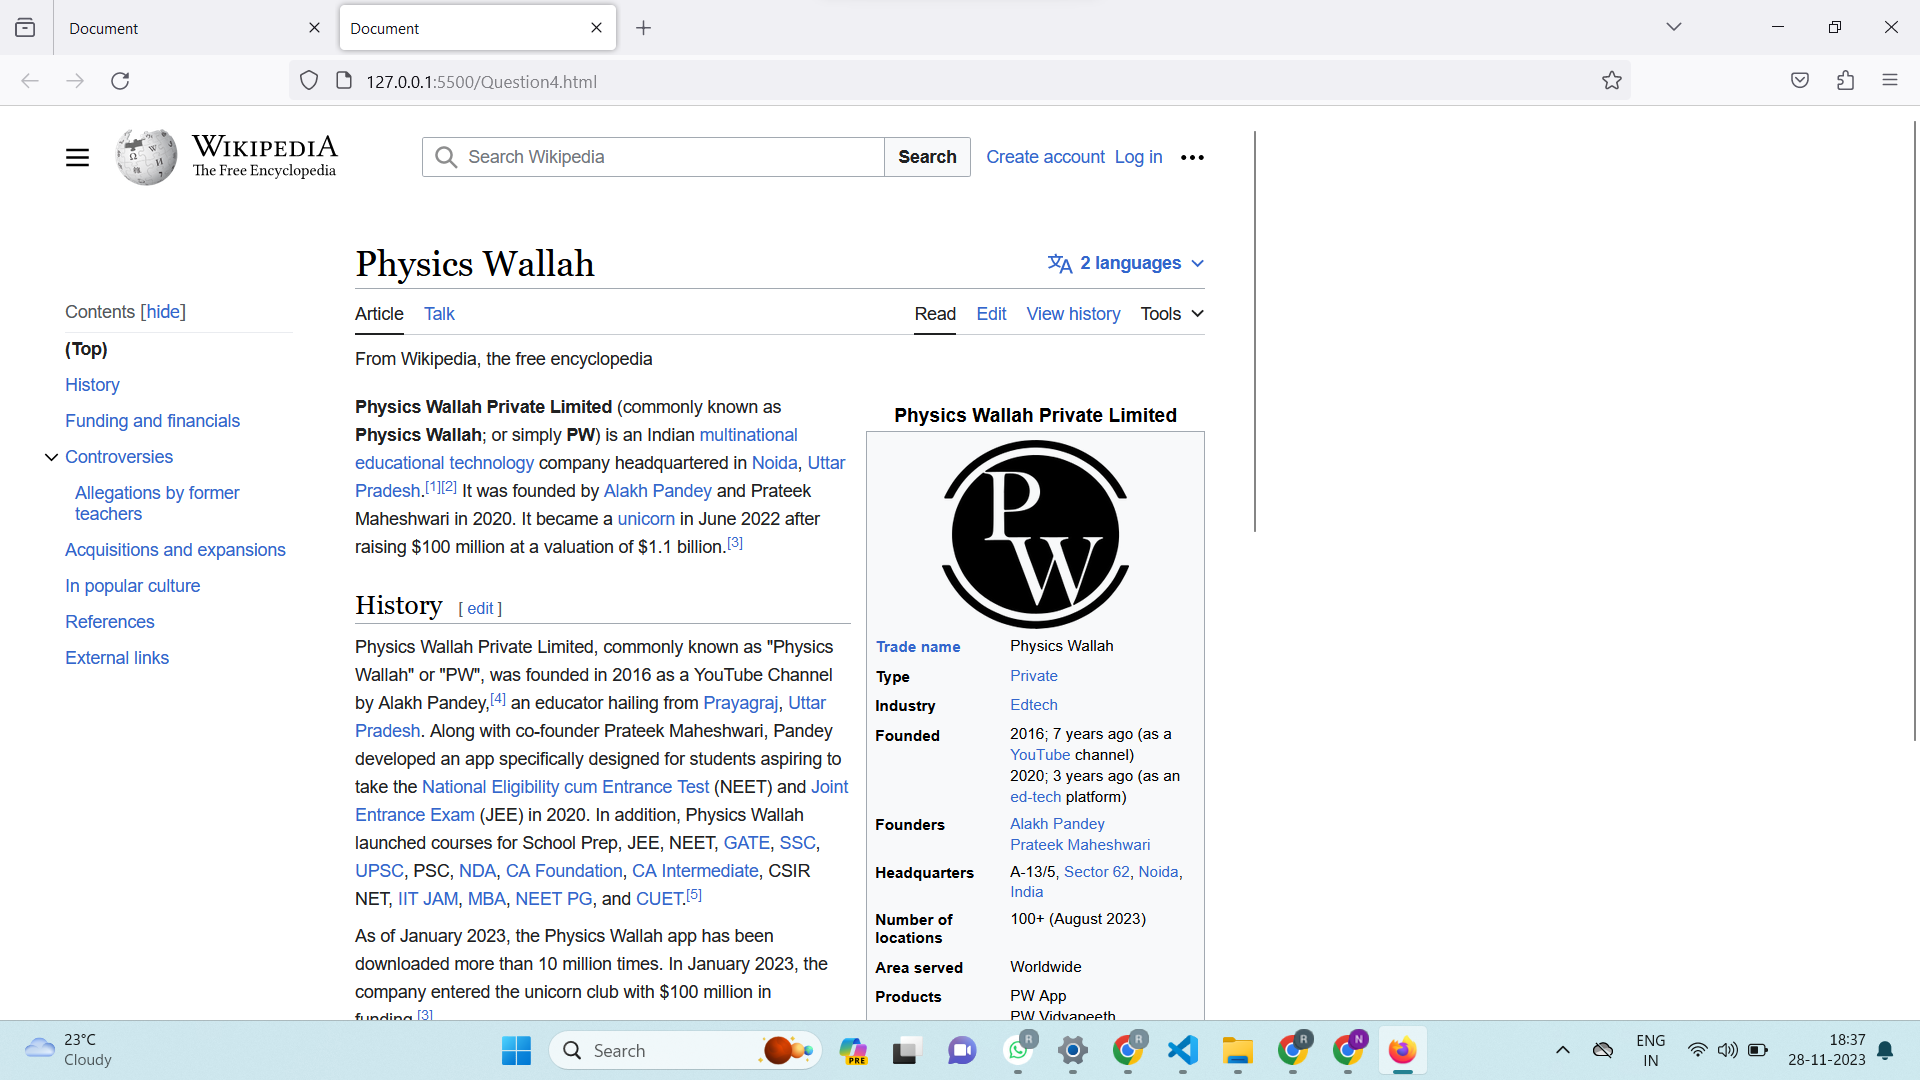 Document
Document
127.0.0.1:5500/Question4.html
WIKIPEDIA
The Free Encyclopedia
Search Wikipedia
Search
Create account Log in
Physics Wallah
2 languages
Contents [hide]
(Top)
History
Funding and financials
Controversies
Allegations by former
teachers
Acquisitions and expansions
In popular culture
References
External links
Article Talk
Read Edit View history Tools
From Wikipedia, the free encyclopedia
Physics Wallah Private Limited (commonly known as
Physics Wallah; or simply PW) is an Indian multinational
educational technology company headquartered in Noida, Uttar
Pradesh.[1][2] It was founded by Alakh Pandey and Prateek
Maheshwari in 2020. It became a unicorn in June 2022 after
raising $100 million at a valuation of $1.1 billion.[3]
History [ edit ]
Physics Wallah Private Limited, commonly known as "Physics
Wallah" or "PW", was founded in 2016 as a YouTube Channel
by Alakh Pandey,[4] an educator hailing from Prayagraj, Uttar
Pradesh. Along with co-founder Prateek Maheshwari, Pandey
developed an app specifically designed for students aspiring to
take the National Eligibility cum Entrance Test (NEET) and Joint
Entrance Exam (JEE) in 2020. In addition, Physics Wallah
launched courses for School Prep, JEE, NEET, GATE, SSC,
UPSC, PSC, NDA, CA Foundation, CA Intermediate, CSIR
NET, IIT JAM, MBA, NEET PG, and CUET.[5]
As of January 2023, the Physics Wallah app has been
downloaded more than 10 million times. In January 2023, the
company entered the unicorn club with $100 million in
funding.[3]
Physics Wallah Private Limited
P
W
Trade name Physics Wallah
Type Private
Industry Edtech
Founded 2016; 7 years ago (as a
YouTube channel)
2020; 3 years ago (as an
ed-tech platform)
Founders Alakh Pandey
Prateek Maheshwari
Headquarters A-13/5, Sector 62, Noida,
India
Number of 100+ (August 2023)
locations
Area served Worldwide
Products PW App
PW Vidyapeeth
23°C
Cloudy
Search
PRE
R
R
R
N
ENG
IN
18:37
28-11-2023